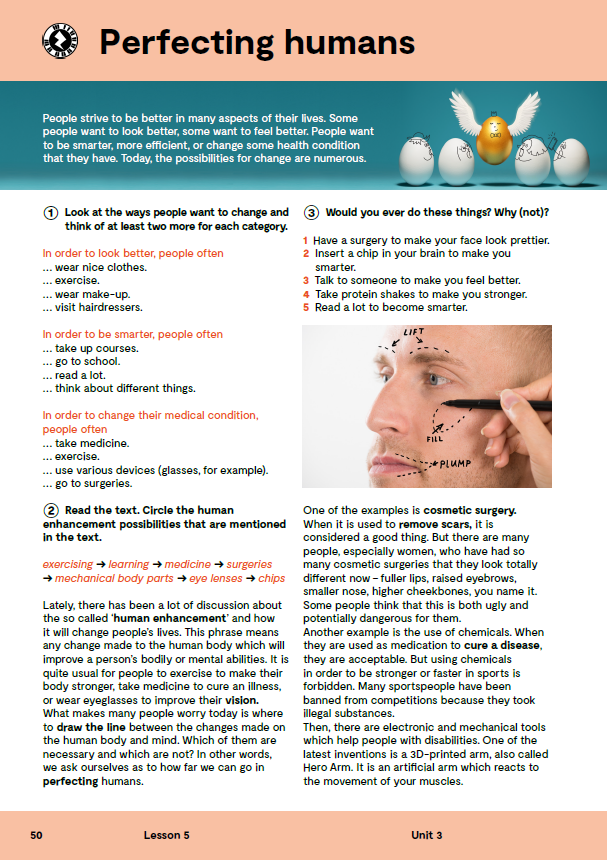 Perfecting humans
People strive to be better in many aspects of their lives. Some
people want to look better, some want to feel better. People want
to be smarter, more efficient, or change some health condition
that they have. Today, the possibilities for change are numerous.
1 Look at the ways people want to change and
think of at least two more for each category.
In order to look better, people often
... wear nice clothes.
... exercise.
... wear make-up.
... visit hairdressers.
In order to be smarter, people often
... take up courses.
... go to school.
... read a lot.
... think about different things.
In order to change their medical condition,
people often
... take medicine.
... exercise.
... use various devices (glasses, for example).
... go to surgeries.
2 Read the text. Circle the human
enhancement possibilities that are mentioned
in the text.
exercising ➔ learning ➔ medicine ➔ surgeries
➔ mechanical body parts ➔ eye lenses ➔ chips
Lately, there has been a lot of discussion about
the so called ‘human enhancement’ and how
it will change people’s lives. This phrase means
any change made to the human body which will
improve a person’s bodily or mental abilities. It is
quite usual for people to exercise to make their
body stronger, take medicine to cure an illness,
or wear eyeglasses to improve their vision.
What makes many people worry today is where
to draw the line between the changes made on
the human body and mind. Which of them are
necessary and which are not? In other words,
we ask ourselves as to how far we can go in
perfecting humans.
3 Would you ever do these things? Why (not)?
1 Have a surgery to make your face look prettier.
2 Insert a chip in your brain to make you
smarter.
3 Talk to someone to make you feel better.
4 Take protein shakes to make you stronger.
5 Read a lot to become smarter.
LIFT
FILL
PLUMP
One of the examples is cosmetic surgery.
When it is used to remove scars, it is
considered a good thing. But there are many
people, especially women, who have had so
many cosmetic surgeries that they look totally
different now – fuller lips, raised eyebrows,
smaller nose, higher cheekbones, you name it.
Some people think that this is both ugly and
potentially dangerous for them.
Another example is the use of chemicals. When
they are used as medication to cure a disease,
they are acceptable. But using chemicals
in order to be stronger or faster in sports is
forbidden. Many sportspeople have been
banned from competitions because they took
illegal substances.
Then, there are electronic and mechanical tools
which help people with disabilities. One of the
latest inventions is a 3D-printed arm, also called
Hero Arm. It is an artificial arm which reacts to
the movement of your muscles.
50
Lesson 5
Unit 3